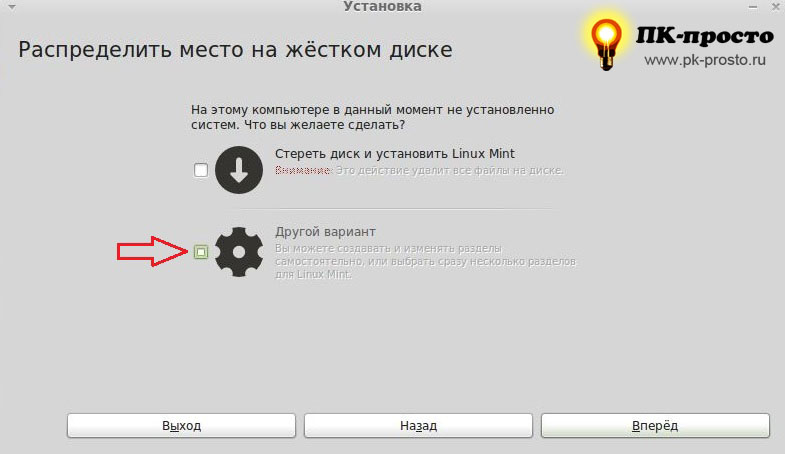 Установка
ПК-просто
www.pk-prosto.ru
Распределить место на жёстком диске
На этому компьютере в данный момент не установленно
систем. Что вы желаете сделать?
Стереть диск и установить Linux Mint
Внимание: Это действие удалит все файлы на диске.
Другой вариант
Вы можете создавать и изменять разделы
самостоятельно, или выбрать сразу несколько разделов
для Linux Mint.
Выход
Назад
Вперёд